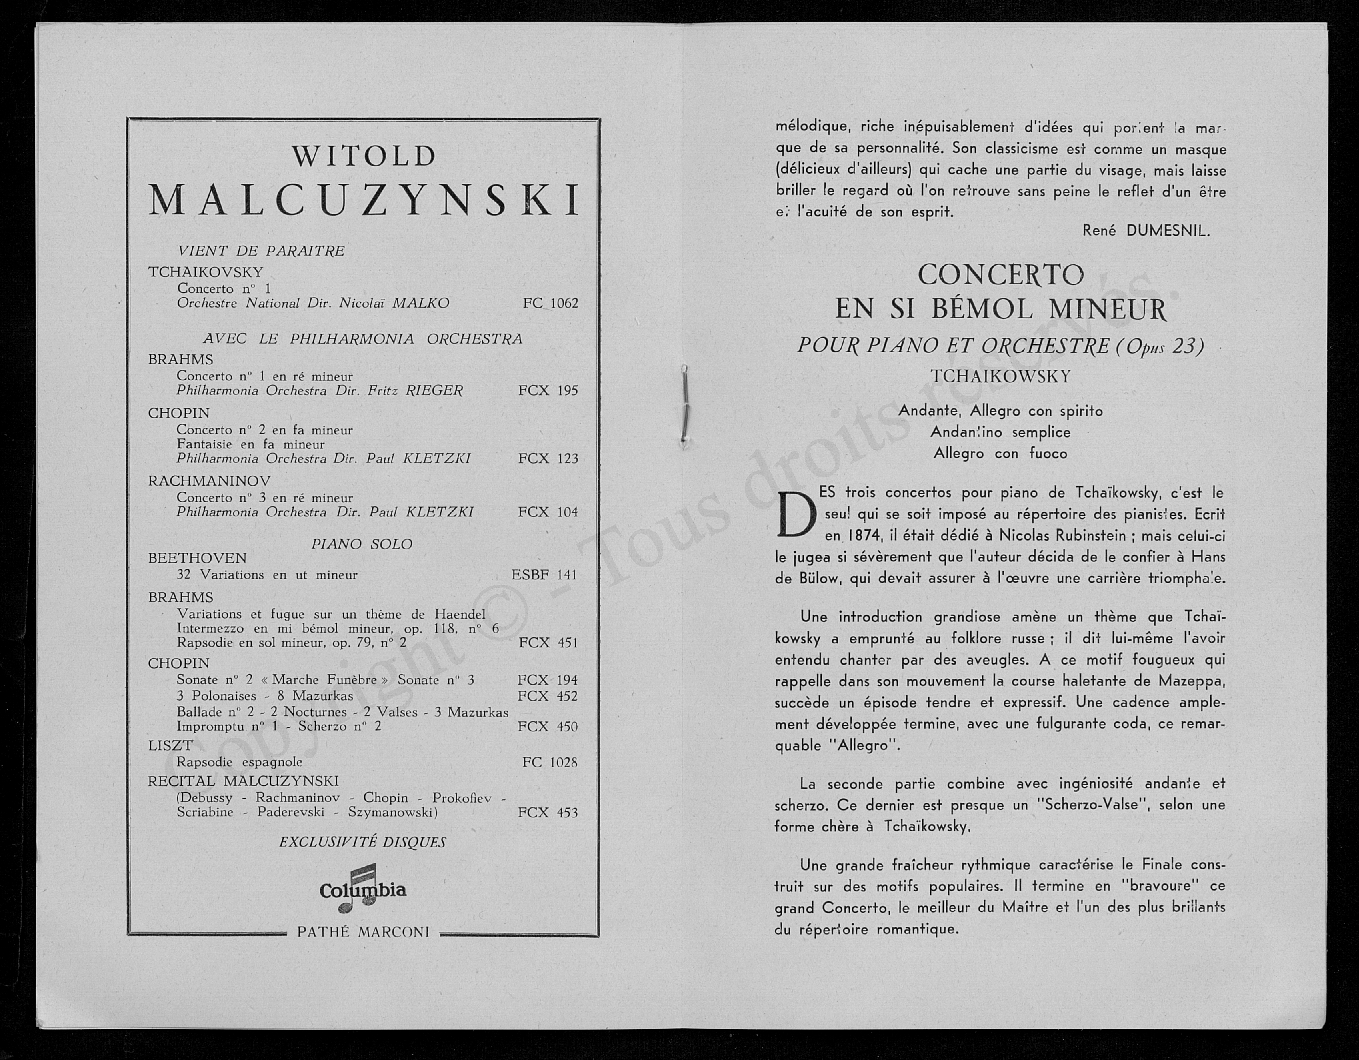 WITOLD
MALCUZYNSKI
VIENT DE PARAITRE
TCHAIKOVSKY
Concerto n° 1
Orchestre National Dir. Nicolaï MALKO FC 1062
AVEC LE PHILHARMONIA ORCHESTRA
BRAHMS
Concerto n° 1 en ré mineur
Philharmonia Orchestra Dir. Fritz RIEGER FCX 195
CHOPIN
Concerto n° 2 en fa mineur
Fantaisie en fa mineur
Philharmonia Orchestra Dir. Paul KLETZKI FCX 123
RACHMANINOV
Concerto n° 3 en ré mineur
Philharmonia Orchestra Dir. Paul KLETZKI FCX 104
PIANO SOLO
BEETHOVEN
32 Variations en ut mineur ESBF 141
BRAHMS
Variations et fugue sur un thème de Haendel
Intermezzo en mi bémol mineur, op. 118, n° 6
Rapsodie en sol mineur, op. 79, n° 2 FCX 451
CHOPIN
Sonate n° 2 « Marche Funèbre » Sonate n° 3 FCX 194
3 Polonaises - 8 Mazurkas FCX 452
Ballade n° 2 - 2 Nocturnes - 2 Valses - 3 Mazurkas
Impromptu n° 1 - Scherzo n° 2 FCX 450
LISZT
Rapsodie espagnole FC 1028
RECITAL MALCUZYNSKI
(Debussy - Rachmaninov - Chopin - Prokofiev -
Scriabine - Paderevski - Szymanowski) FCX 453
EXCLUSIVITÉ DISQUES
Columbia
PATHÉ MARCONI
mélodique, riche inépuisablement d'idées qui portent la mar-
que de sa personnalité. Son classicisme est comme un masque
(délicieux d'ailleurs) qui cache une partie du visage, mais laisse
briller le regard où l'on retrouve sans peine le reflet d'un être
et l'acuité de son esprit.
René DUMESNIL.
CONCERTO
EN SI BÉMOL MINEUR
POUR PIANO ET ORCHESTRE (Opus 23)
TCHAIKOWSKY
Andante, Allegro con spirito
Andantino semplice
Allegro con fuoco
DES trois concertos pour piano de Tchaïkowsky, c'est le
seul qui se soit imposé au répertoire des pianistes. Ecrit
en 1874, il était dédié à Nicolas Rubinstein ; mais celui-ci
le jugea si sévèrement que l'auteur décida de le confier à Hans
de Bülow, qui devait assurer à l'œuvre une carrière triomphale.
Une introduction grandiose amène un thème que Tchaï-
kowsky a emprunté au folklore russe ; il dit lui-même l'avoir
entendu chanter par des aveugles. A ce motif fougueux qui
rappelle dans son mouvement la course haletante de Mazeppa,
succède un épisode tendre et expressif. Une cadence ample-
ment développée termine, avec une fulgurante coda, ce remar-
quable "Allegro".
La seconde partie combine avec ingéniosité andante et
scherzo. Ce dernier est presque un "Scherzo-Valse", selon une
forme chère à Tchaïkowsky.
Une grande fraîcheur rythmique caractérise le Finale cons-
truit sur des motifs populaires. Il termine en "bravoure" ce
grand Concerto, le meilleur du Maître et l'un des plus brillants
du répertoire romantique.
Copyright © - Tous droits réservés.